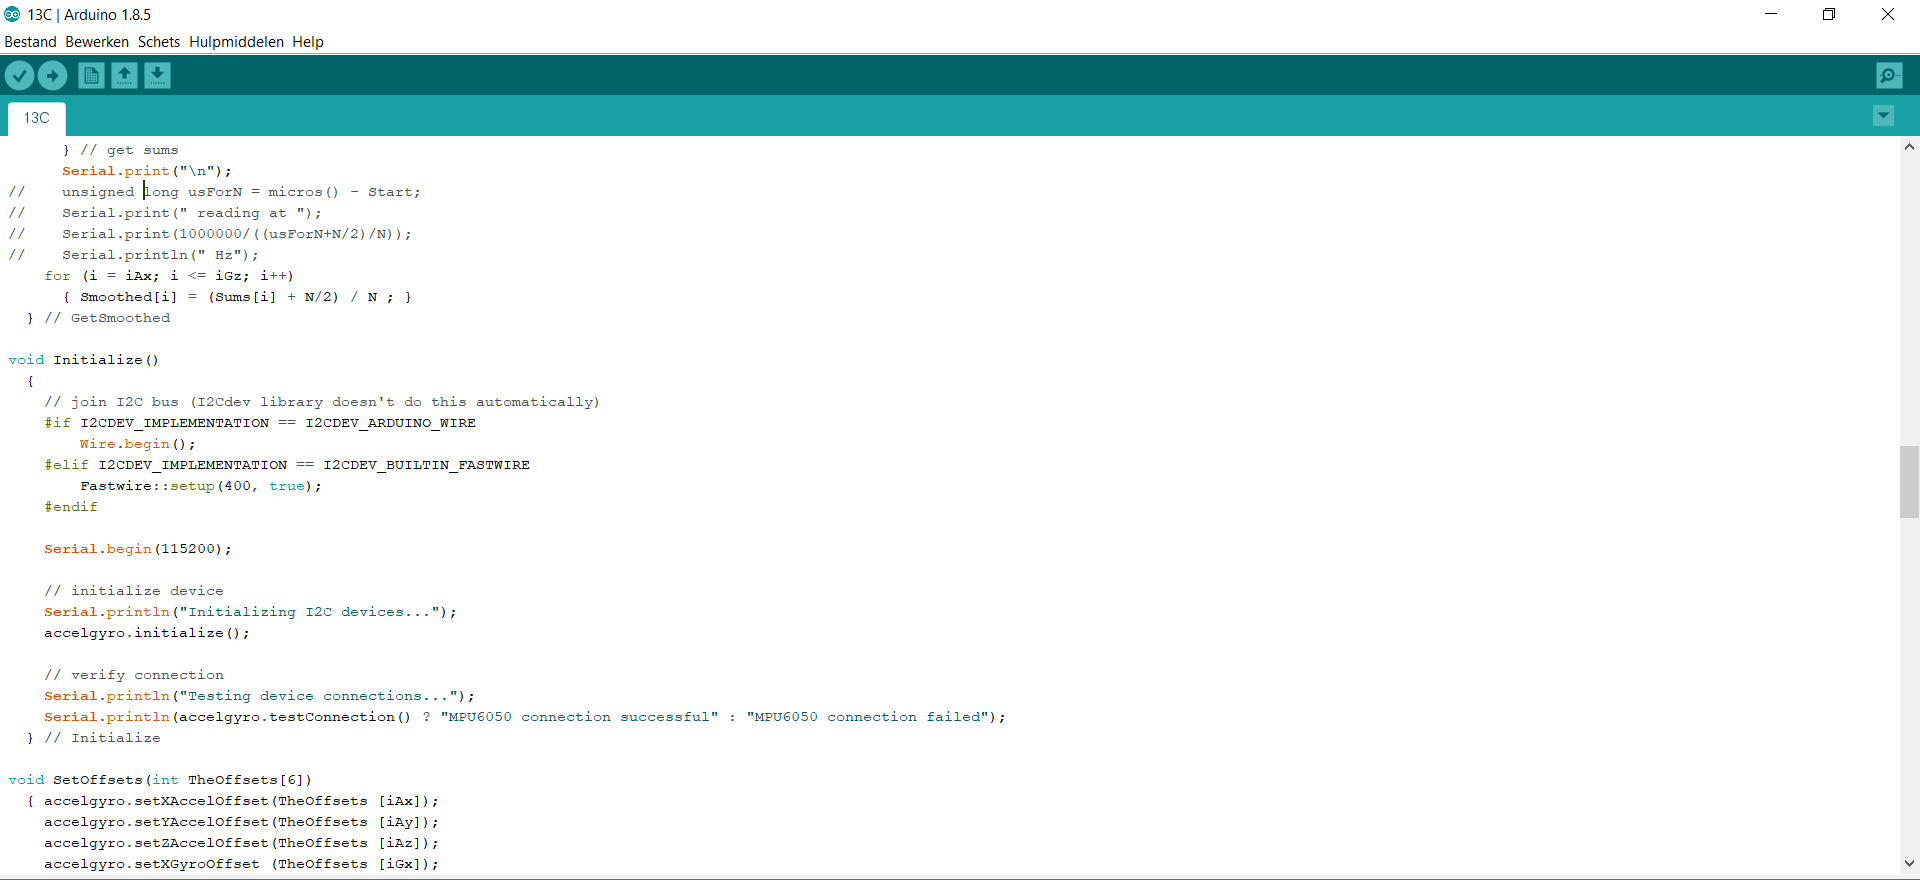 13C | Arduino 1.8.5
Bestand Bewerken Schets Hulpmiddelen Help
13C
} // get sums
Serial.print("\n");
// unsigned long usForN = micros() - Start;
// Serial.print(" reading at ");
// Serial.print(1000000/((usForN+N/2)/N));
// Serial.println(" Hz");
for (i = iAx; i <= iGz; i++)
{ Smoothed[i] = (Sums[i] + N/2) / N ; }
} // GetSmoothed
void Initialize()
{
// join I2C bus (I2Cdev library doesn't do this automatically)
#if I2CDEV_IMPLEMENTATION == I2CDEV_ARDUINO_WIRE
Wire.begin();
#elif I2CDEV_IMPLEMENTATION == I2CDEV_BUILTIN_FASTWIRE
Fastwire::setup(400, true);
#endif
Serial.begin(115200);
// initialize device
Serial.println("Initializing I2C devices...");
accelgyro.initialize();
// verify connection
Serial.println("Testing device connections...");
Serial.println(accelgyro.testConnection() ? "MPU6050 connection successful" : "MPU6050 connection failed");
} // Initialize
void SetOffsets(int TheOffsets[6])
{ accelgyro.setXAccelOffset(TheOffsets [iAx]);
accelgyro.setYAccelOffset(TheOffsets [iAy]);
accelgyro.setZAccelOffset(TheOffsets [iAz]);
accelgyro.setXGyroOffset (TheOffsets [iGx]);